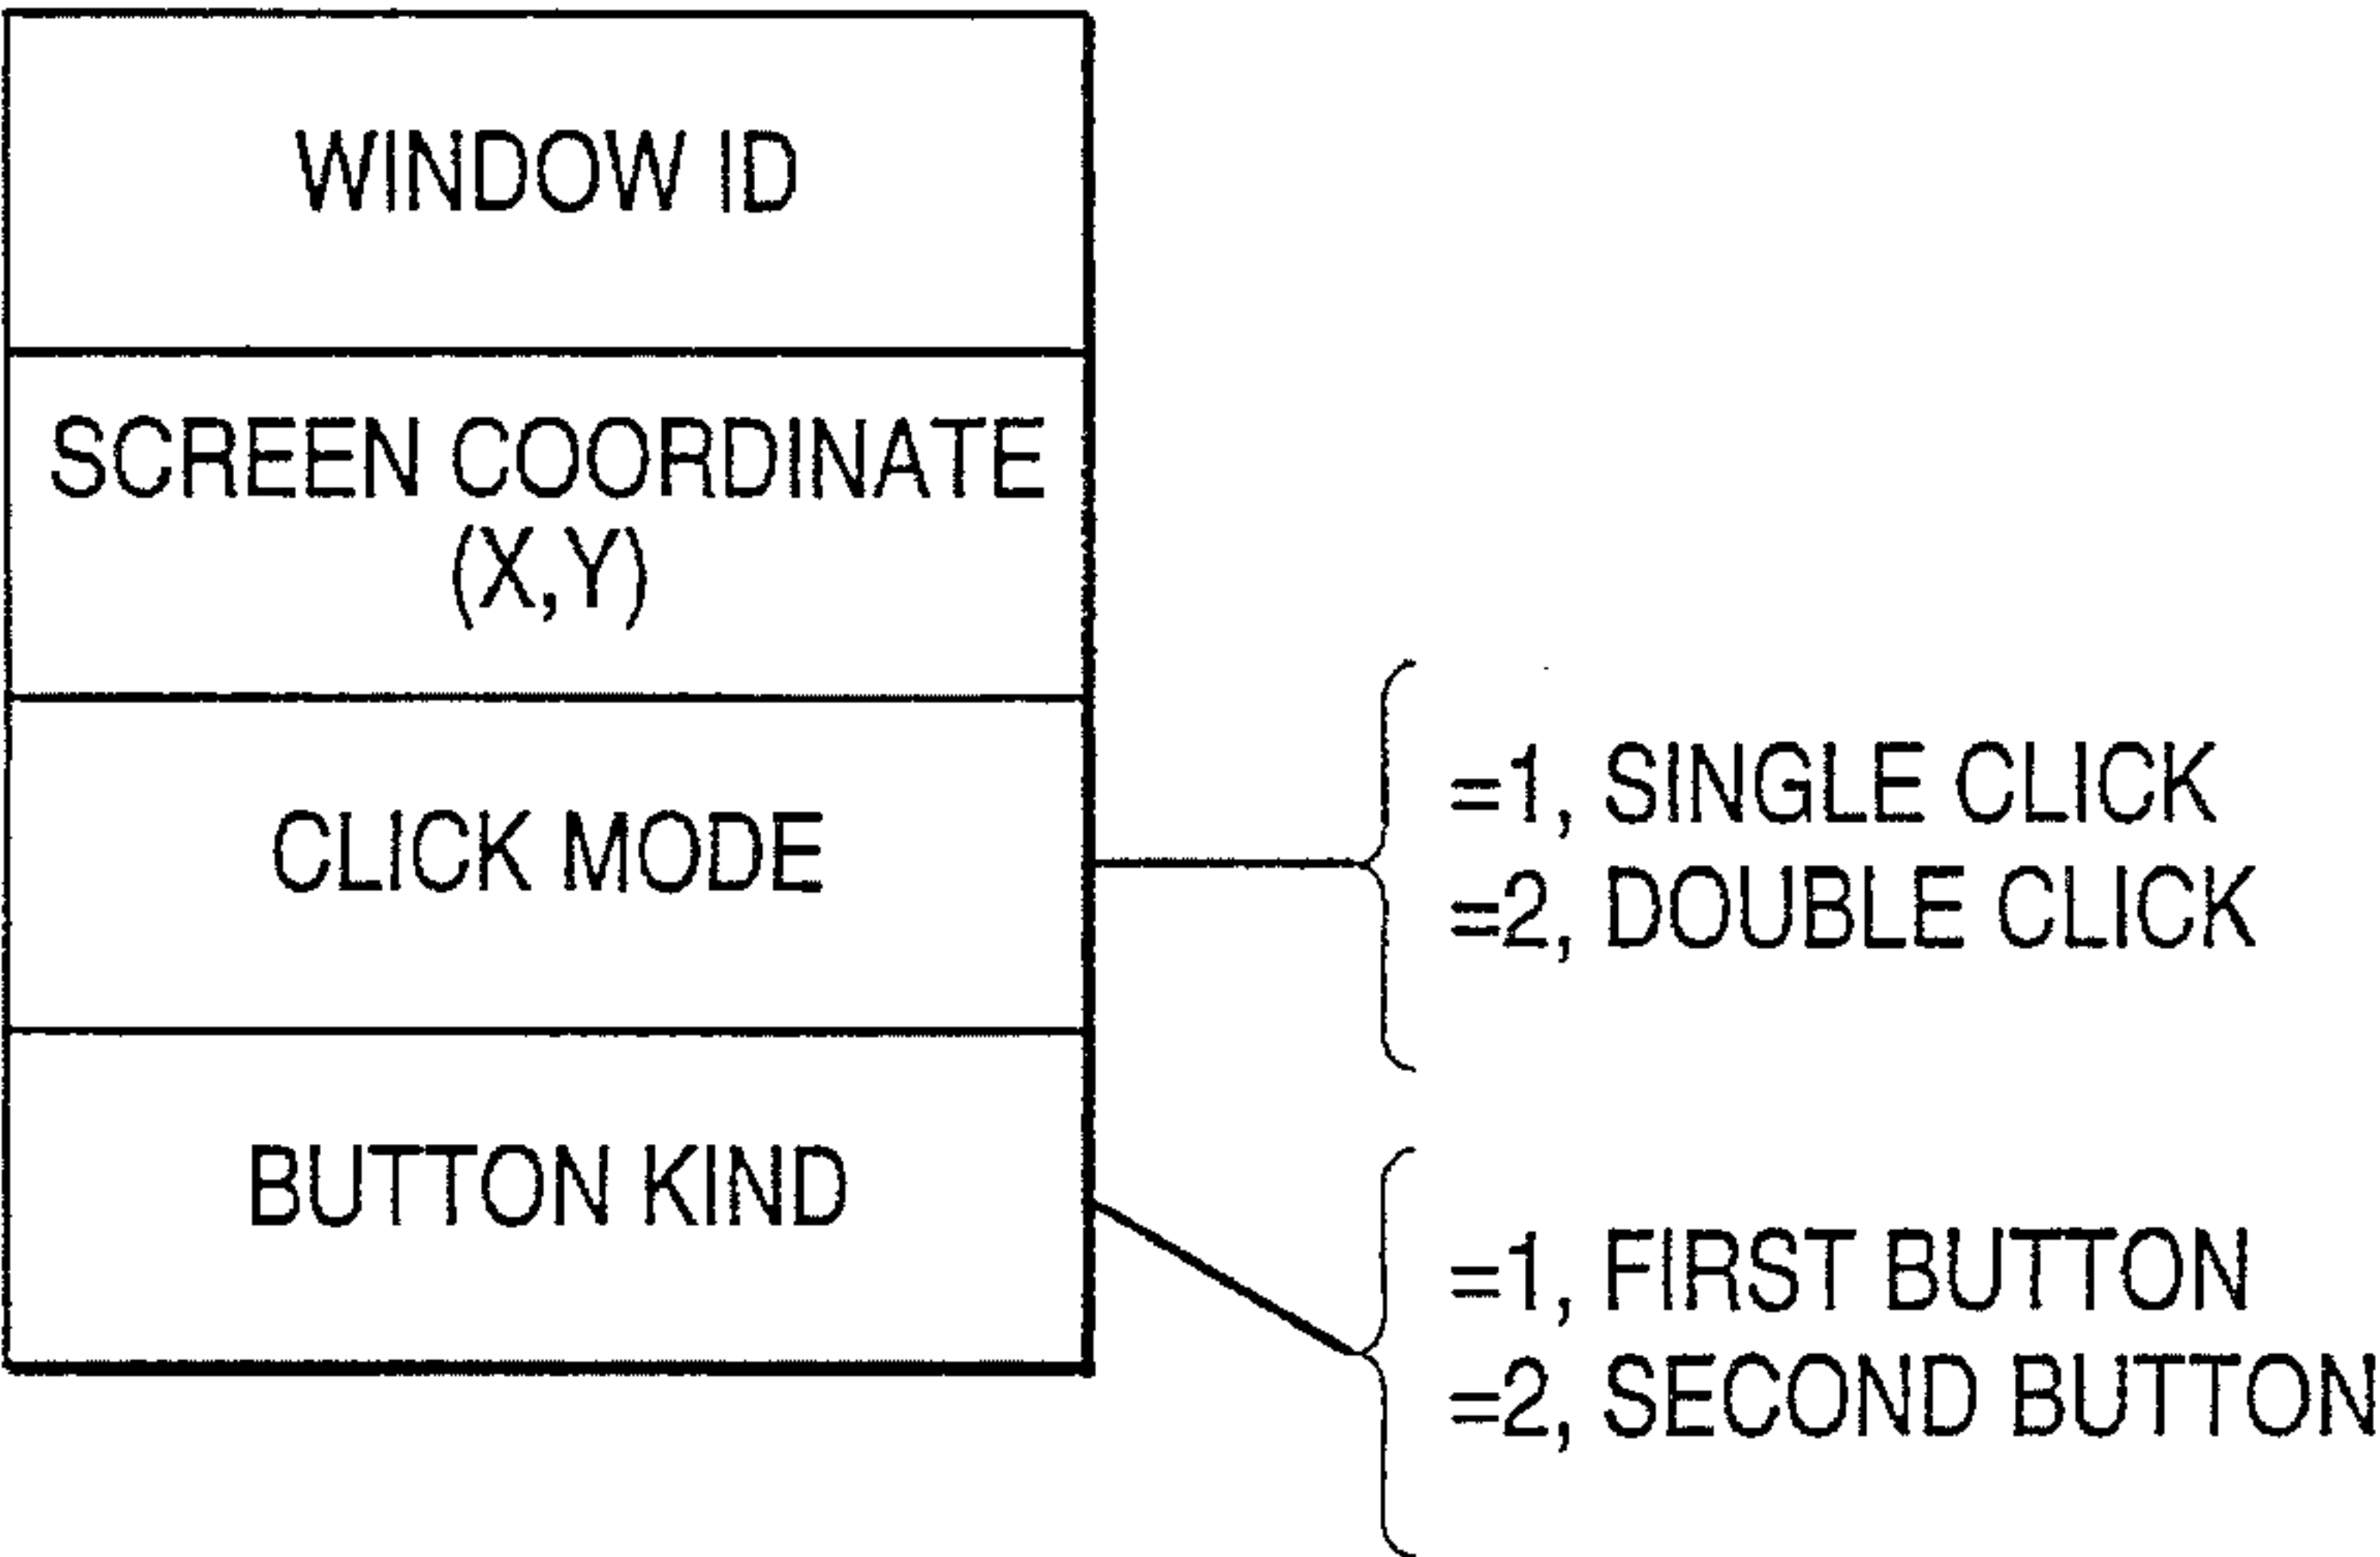 WINDOW ID
SCREEN COORDINATE
(X,Y)
CLICK MODE
=1, SINGLE CLICK
=2, DOUBLE CLICK
BUTTON KIND
=1, FIRST BUTTON
=2, SECOND BUTTON